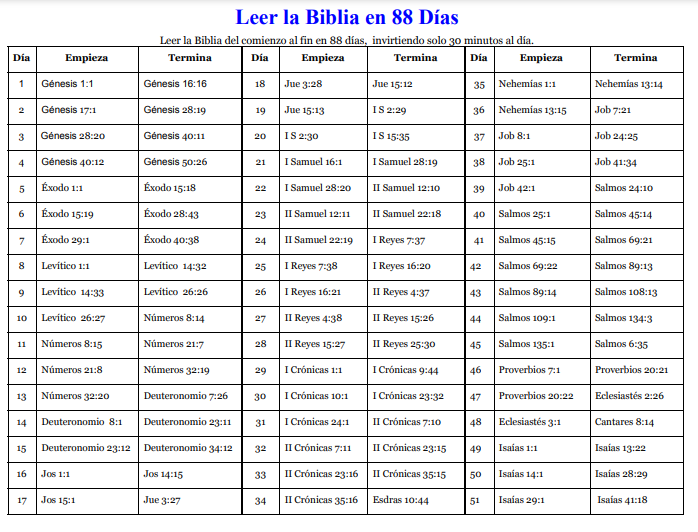 Leer la Biblia en 88 Días
Leer la Biblia del comienzo al fin en 88 días, invirtiendo solo 30 minutos al día.
Día Empieza Termina Día Empieza Termina Día Empieza Termina
1 Génesis 1:1 Génesis 16:16 18 Jue 3:28 Jue 15:12 35 Nehemías 1:1 Nehemías 13:14
2 Génesis 17:1 Génesis 28:19 19 Jue 15:13 I S 2:29 36 Nehemías 13:15 Job 7:21
3 Génesis 28:20 Génesis 40:11 20 I S 2:30 I S 15:35 37 Job 8:1 Job 24:25
4 Génesis 40:12 Génesis 50:26 21 I Samuel 16:1 I Samuel 28:19 38 Job 25:1 Job 41:34
5 Éxodo 1:1 Éxodo 15:18 22 I Samuel 28:20 II Samuel 12:10 39 Job 42:1 Salmos 24:10
6 Éxodo 15:19 Éxodo 28:43 23 II Samuel 12:11 II Samuel 22:18 40 Salmos 25:1 Salmos 45:14
7 Éxodo 29:1 Éxodo 40:38 24 II Samuel 22:19 I Reyes 7:37 41 Salmos 45:15 Salmos 69:21
8 Levítico 1:1 Levítico 14:32 25 I Reyes 7:38 I Reyes 16:20 42 Salmos 69:22 Salmos 89:13
9 Levítico 14:33 Levítico 26:26 26 I Reyes 16:21 II Reyes 4:37 43 Salmos 89:14 Salmos 108:13
10 Levítico 26:27 Números 8:14 27 II Reyes 4:38 II Reyes 15:26 44 Salmos 109:1 Salmos 134:3
11 Números 8:15 Números 21:7 28 II Reyes 15:27 II Reyes 25:30 45 Salmos 135:1 Salmos 6:35
12 Números 21:8 Números 32:19 29 I Crónicas 1:1 I Crónicas 9:44 46 Proverbios 7:1 Proverbios 20:21
13 Números 32:20 Deuteronomio 7:26 30 I Crónicas 10:1 I Crónicas 23:32 47 Proverbios 20:22 Eclesiastés 2:26
14 Deuteronomio 8:1 Deuteronomio 23:11 31 I Crónicas 24:1 II Crónicas 7:10 48 Eclesiastés 3:1 Cantares 8:14
15 Deuteronomio 23:12 Deuteronomio 34:12 32 II Crónicas 7:11 II Crónicas 23:15 49 Isaías 1:1 Isaías 13:22
16 Jos 1:1 Jos 14:15 33 II Crónicas 23:16 II Crónicas 35:15 50 Isaías 14:1 Isaías 28:29
17 Jos 15:1 Jue 3:27 34 II Crónicas 35:16 Esdras 10:44 51 Isaías 29:1 Isaías 41:18